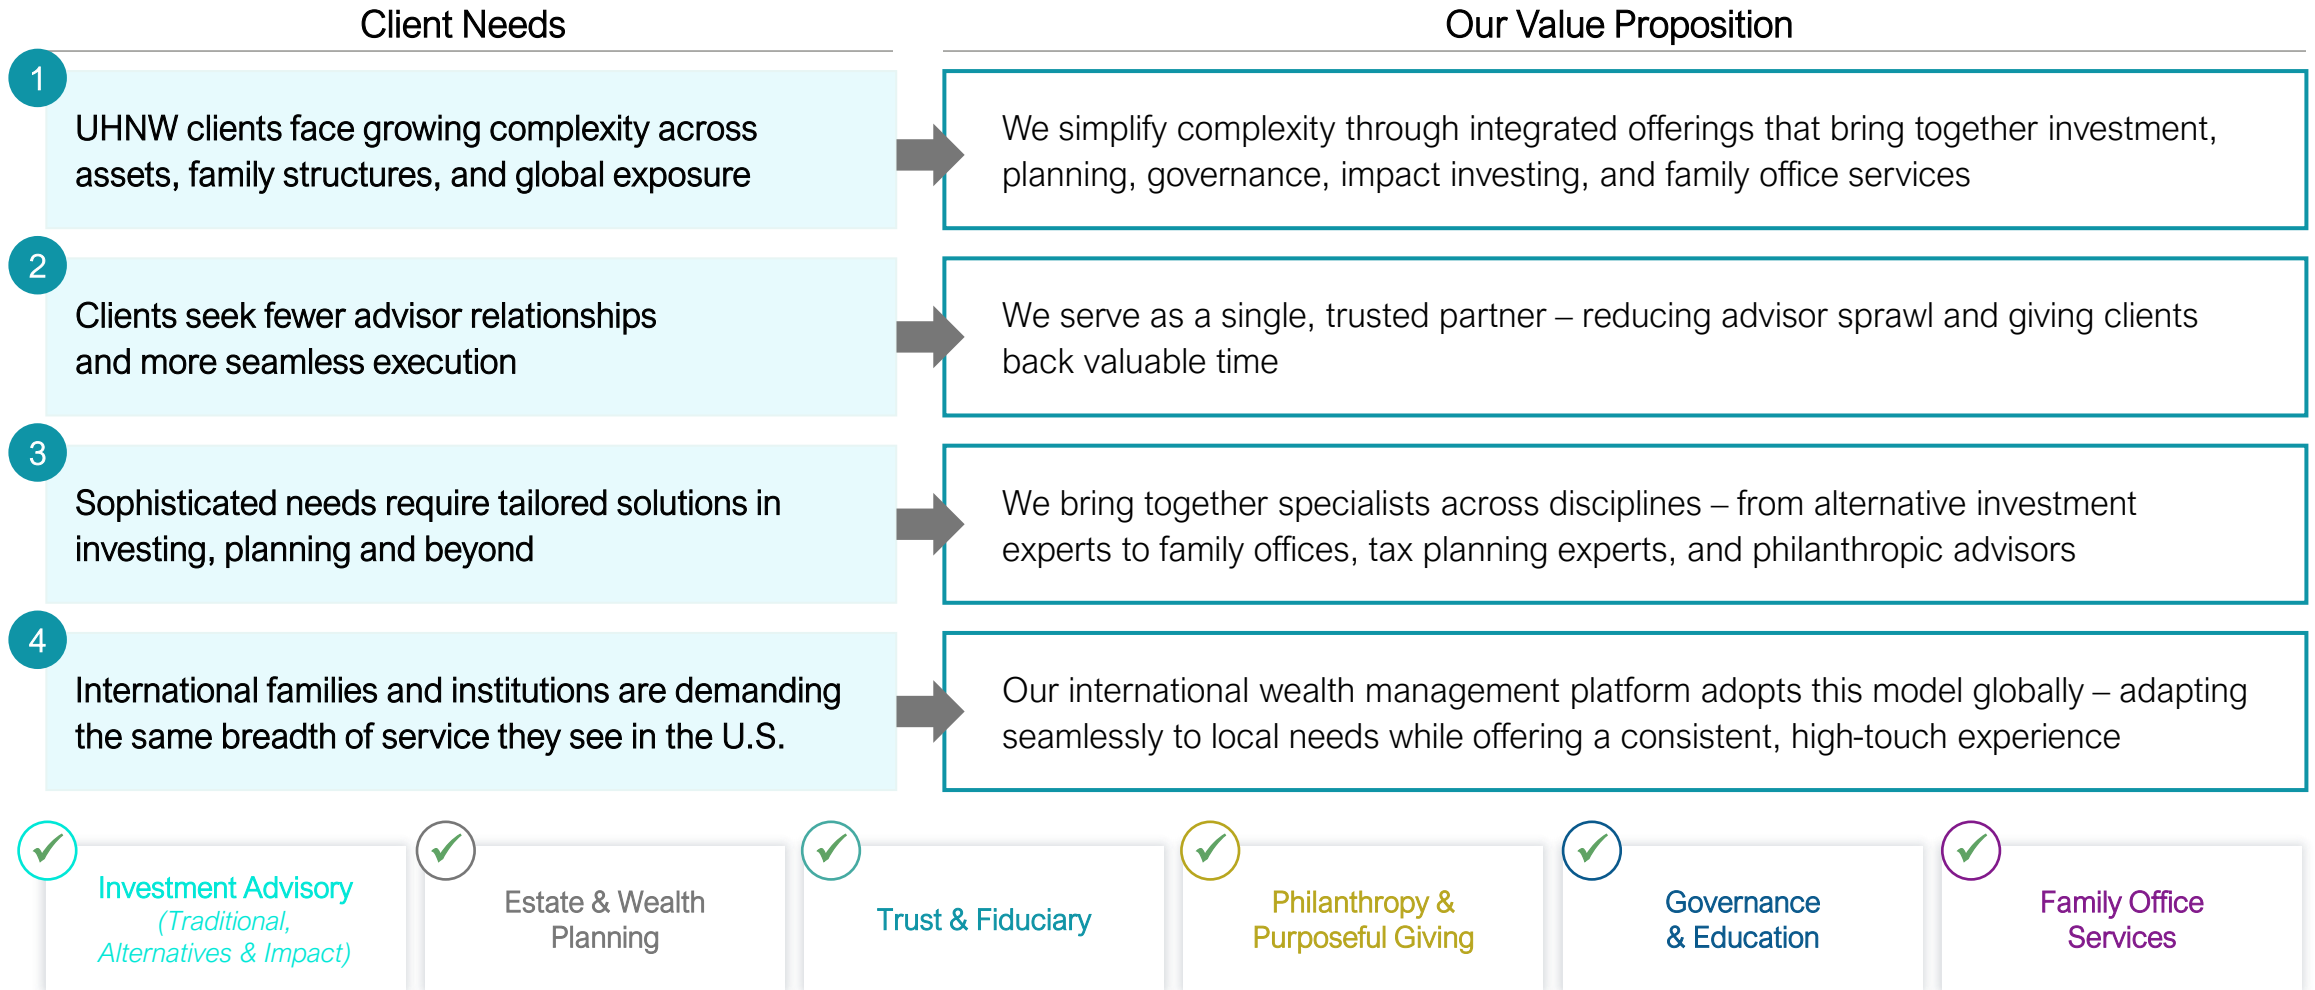 Client Needs
Our Value Proposition
1
UHNW clients face growing complexity across
assets, family structures, and global exposure
We simplify complexity through integrated offerings that bring together investment,
planning, governance, impact investing, and family office services
2
Clients seek fewer advisor relationships
and more seamless execution
We serve as a single, trusted partner – reducing advisor sprawl and giving clients
back valuable time
3
Sophisticated needs require tailored solutions in
investing, planning and beyond
We bring together specialists across disciplines – from alternative investment
experts to family offices, tax planning experts, and philanthropic advisors
4
International families and institutions are demanding
the same breadth of service they see in the U.S.
Our international wealth management platform adopts this model globally – adapting
seamlessly to local needs while offering a consistent, high-touch experience
Investment Advisory
(Traditional,
Alternatives & Impact)
Estate & Wealth
Planning
Trust & Fiduciary
Philanthropy &
Purposeful Giving
Governance
& Education
Family Office
Services